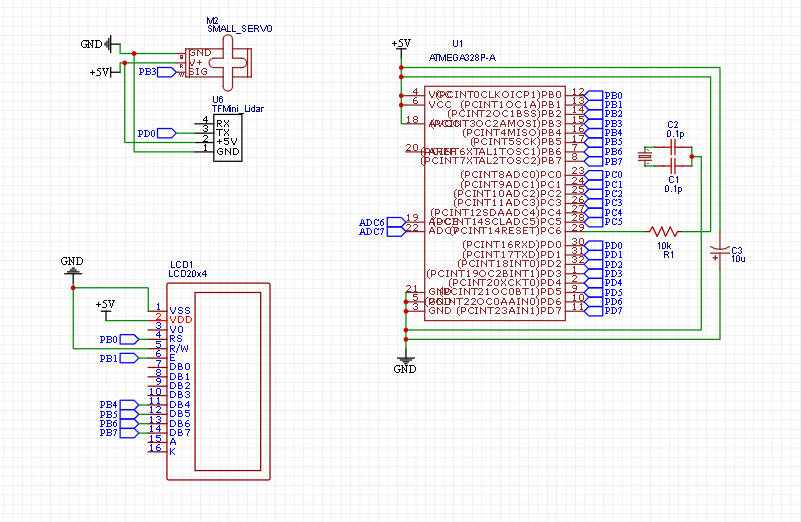 M2
SMALL_SERVO
GND
GND
V+
+5V
PB3
SIG
U6
TFMini_Lidar
4 RX
PD0 3 TX
2 +5V
1 GND
U1
+5V
ATMEGA328P-A
4 VCC (PCINT0CLKOICP1)PB0 12 PB0
6 VCC (PCINT1OC1A)PB1 13 PB1
(PCINT2OC1BSS)PB2 14 PB2
18 AVCC (PCINT3OC2AMOSI)PB3 15 PB3
(PCINT4MISO)PB4 16 PB4
(PCINT5SCK)PB5 17 PB5
20 AREF (PCINT6XTAL1TOSC1)PB6 7 PB6
(PCINT7XTAL2TOSC2)PB7 8 PB7
C2
0.1p
C1
0.1p
(PCINT8ADC0)PC0 23 PC0
(PCINT9ADC1)PC1 24 PC1
(PCINT10ADC2)PC2 25 PC2
(PCINT11ADC3)PC3 26 PC3
(PCINT12SDAADC4)PC4 27 PC4
ADC6 19 ADC6 (PCINT14SCLADC5)PC5 28 PC5
ADC7 22 ADC7 (PCINT14RESET)PC6 29
10k
R1
C3
10u
(PCINT16RXD)PD0 30 PD0
(PCINT17TXD)PD1 31 PD1
(PCINT18INT0)PD2 32 PD2
(PCINT19OC2BINT1)PD3 1 PD3
(PCINT20XCKT0)PD4 2 PD4
21 GND (PCINT21OC0BT1)PD5 9 PD5
5 GND (PCINT22OC0AAIN0)PD6 10 PD6
3 GND (PCINT23AIN1)PD7 11 PD7
GND
GND
LCD1
LCD20x4
+5V
1 VSS
2 VDD
3 V0
PB0 4 RS
5 R/W
PB1 6 E
7 DB0
8 DB1
9 DB2
10 DB3
PB4 11 DB4
PB5 12 DB5
PB6 13 DB6
PB7 14 DB7
15 A
16 K